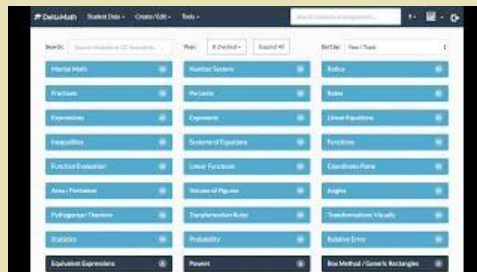 DeltaMath Student Data Create/Edit Tools
Search: Year: Expand All Sort By: Year / Topic
Mental Math Number System Ratios
Fractions Percents Rates
Expressions Exponents Linear Equations
Inequalities Systems of Equations Functions
Function Evaluation Linear Functions Coordinate Plane
Area / Perimeter Volume of Figures Angles
Pythagorean Theorem Transformation Rules Transformations Visually
Statistics Probability Relative Error
Equivalent Expressions Powers Box Method / Generic Rectangles